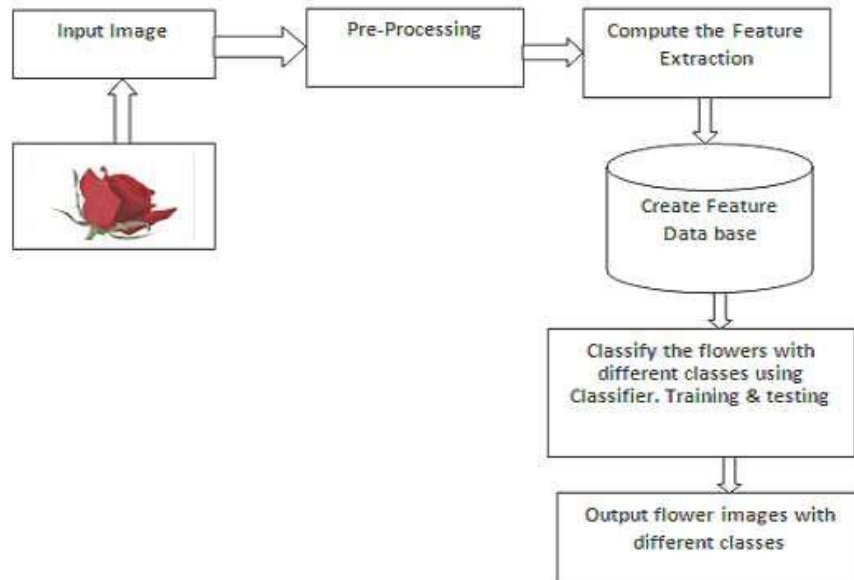 Input Image
Pre-Processing
Compute the Feature
Extraction
Create Feature
Data base
Classify the flowers with
different classes using
Classifier. Training & testing
Output flower images with
different classes